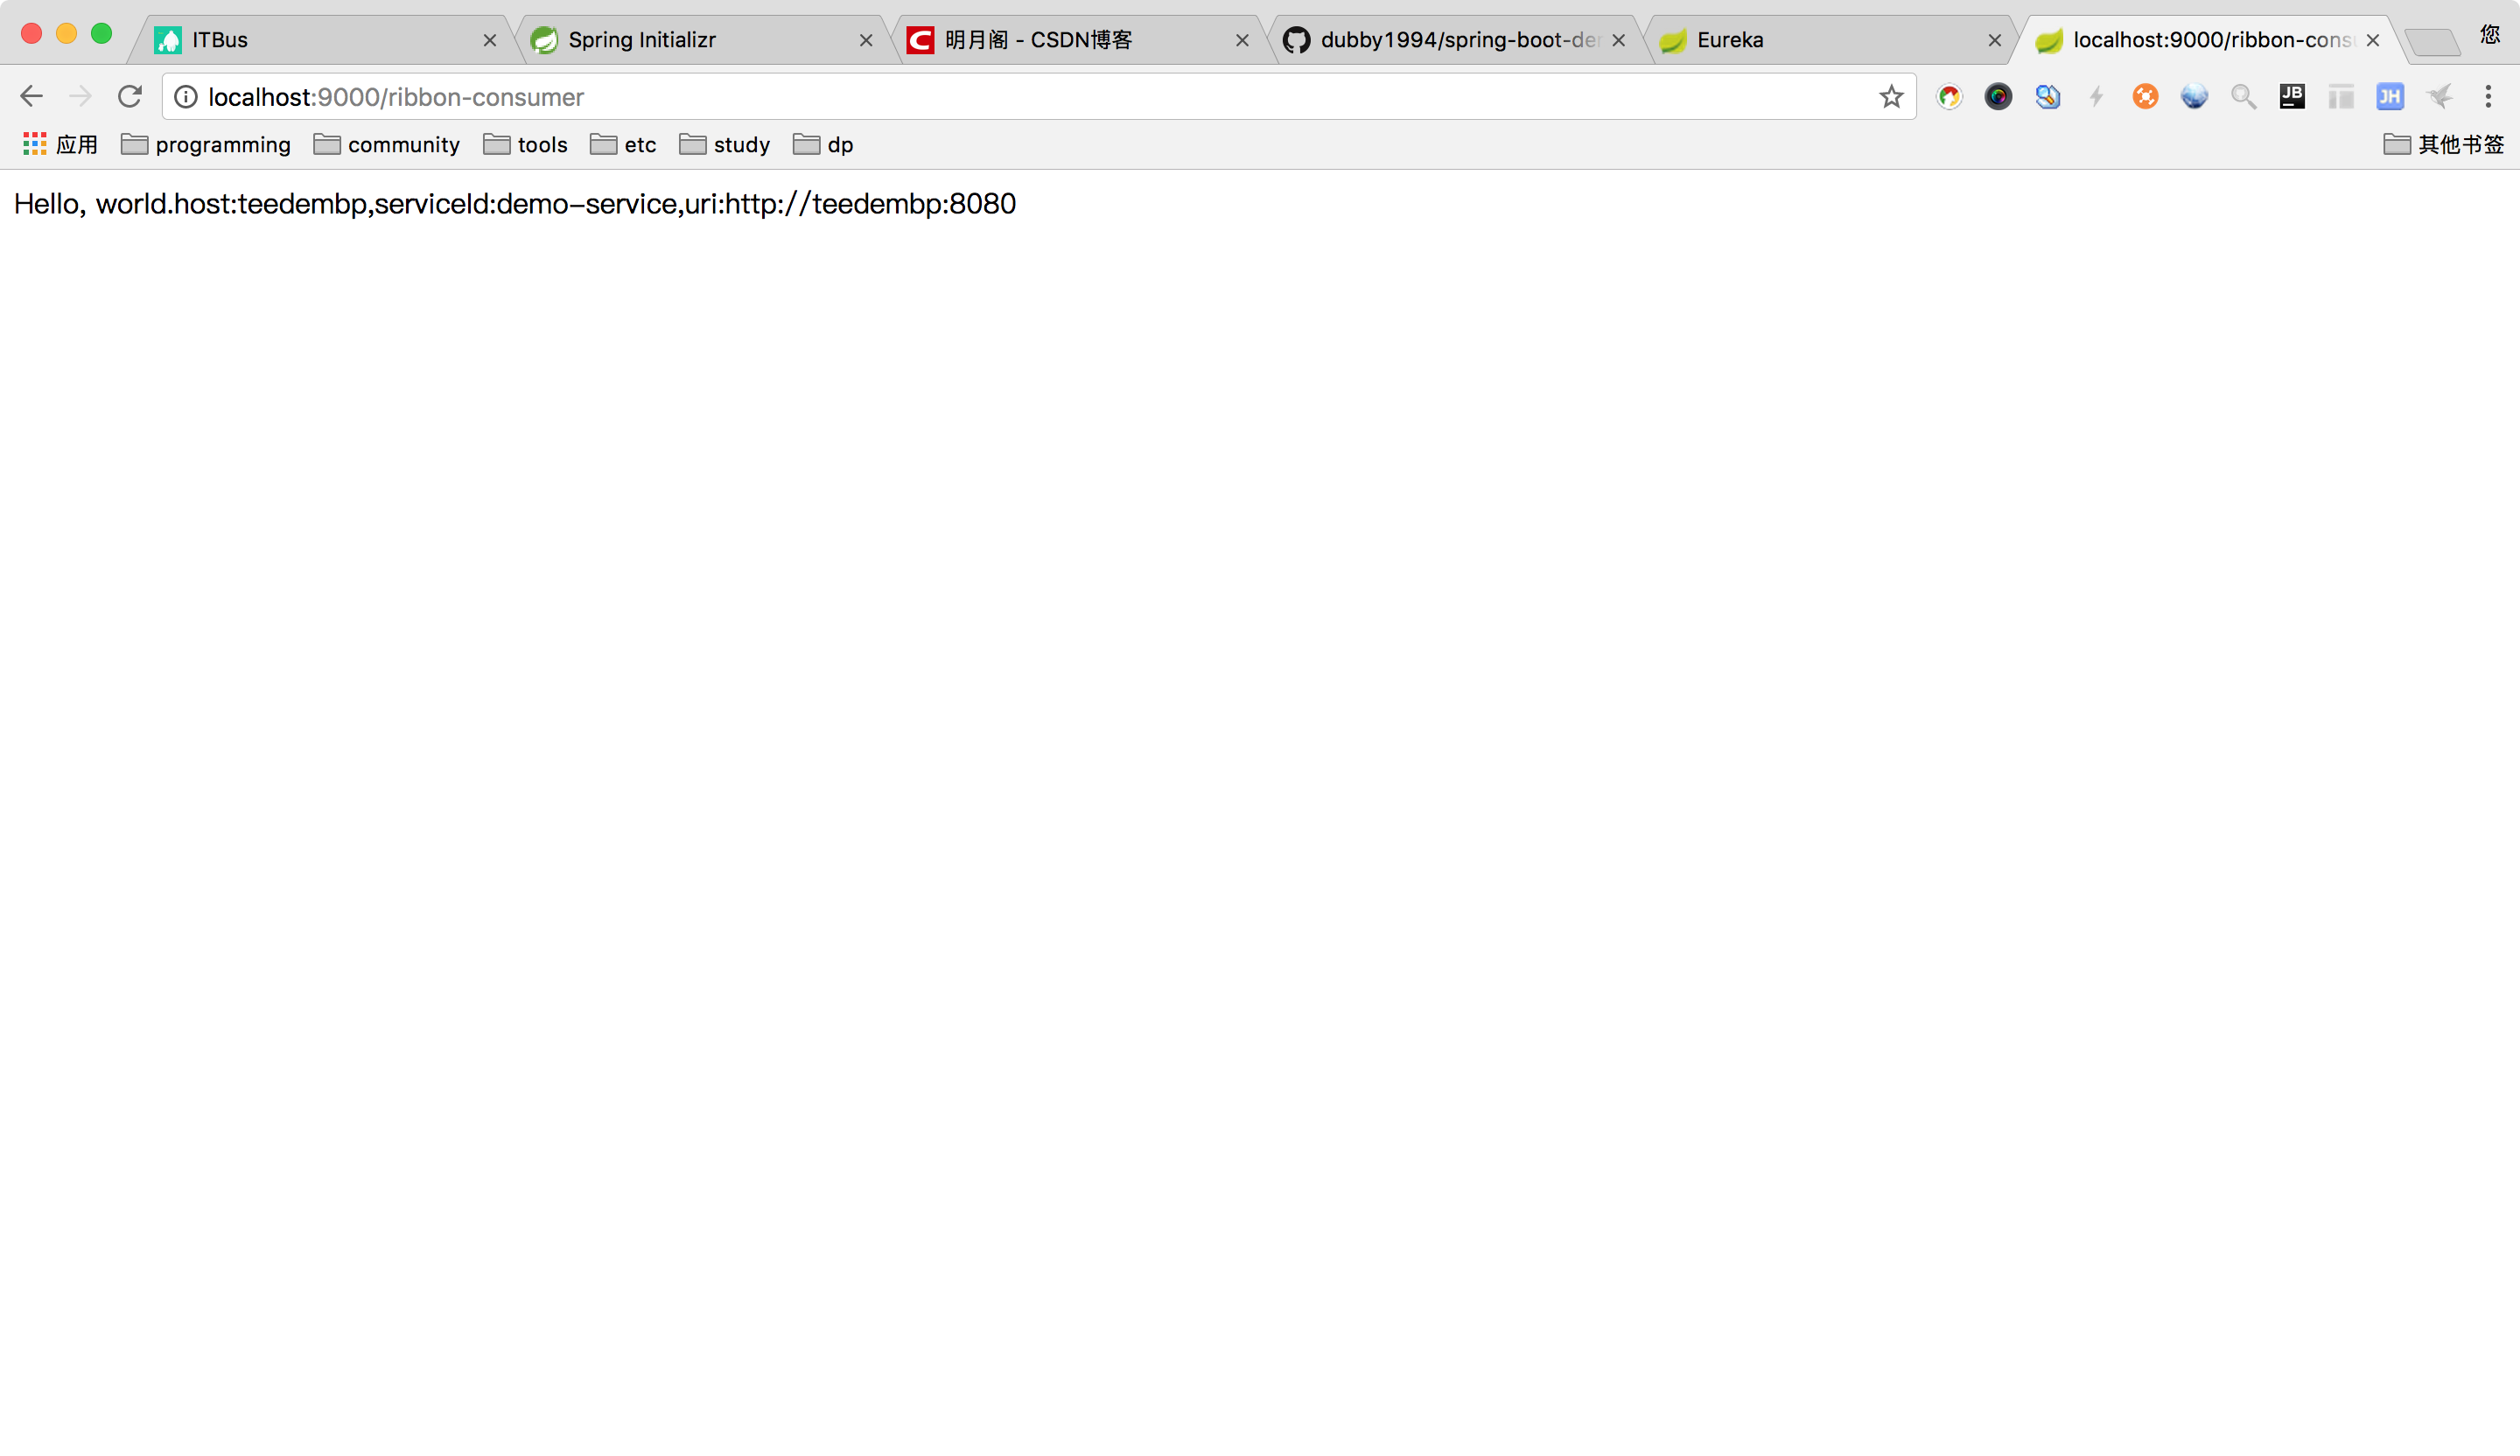 ITBus
Spring Initializr
明月阁 - CSDN博客
dubby1994/spring-boot-de
Eureka
localhost:9000/ribbon-cons
您
localhost:9000/ribbon-consumer
JB
JH
应用
programming
community
tools
etc
study
dp
其他书签
Hello, world.host:teedembp,serviceId:demo-service,uri:http://teedembp:8080